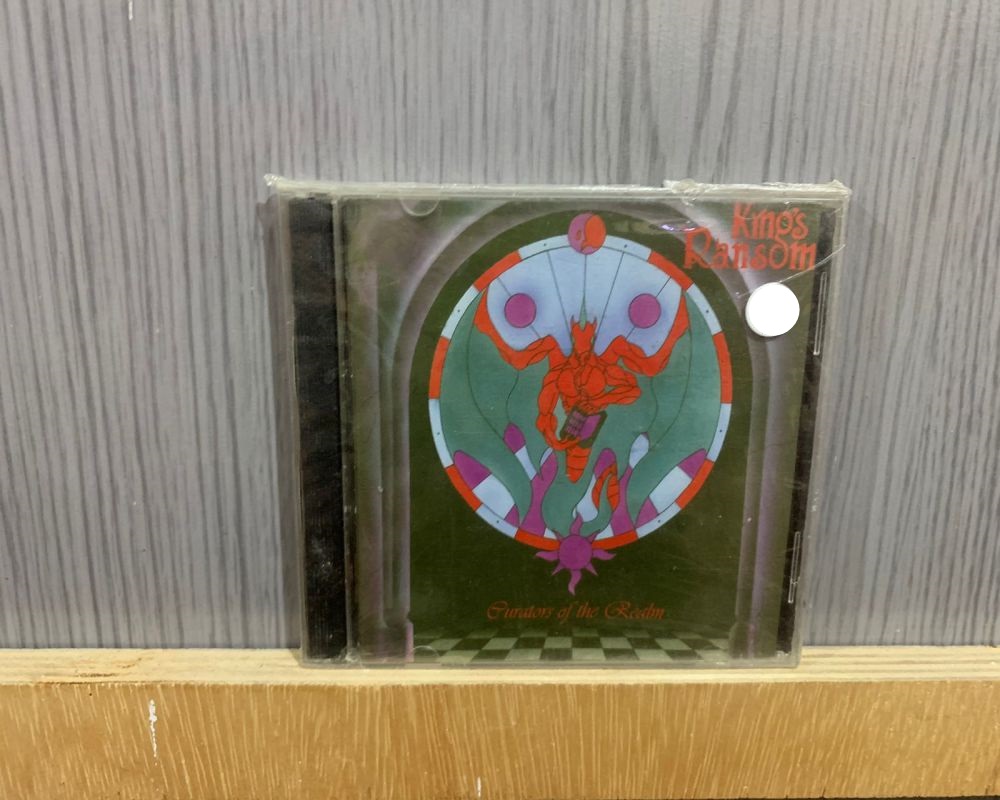 King's
Ransom
Curators of the Realm